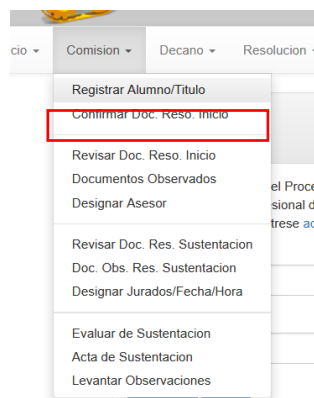 cio Comision Decano Resolucion
Registrar Alumno/Titulo
Confirmar Doc. Reso. Inicio
Revisar Doc. Reso. Inicio
Documentos Observados
el Proce
Designar Asesor
sional d
trese ac
Revisar Doc. Res. Sustentacion
Doc. Obs. Res. Sustentacion
Designar Jurados/Fecha/Hora
Evaluar de Sustentacion
Acta de Sustentacion
Levantar Observaciones